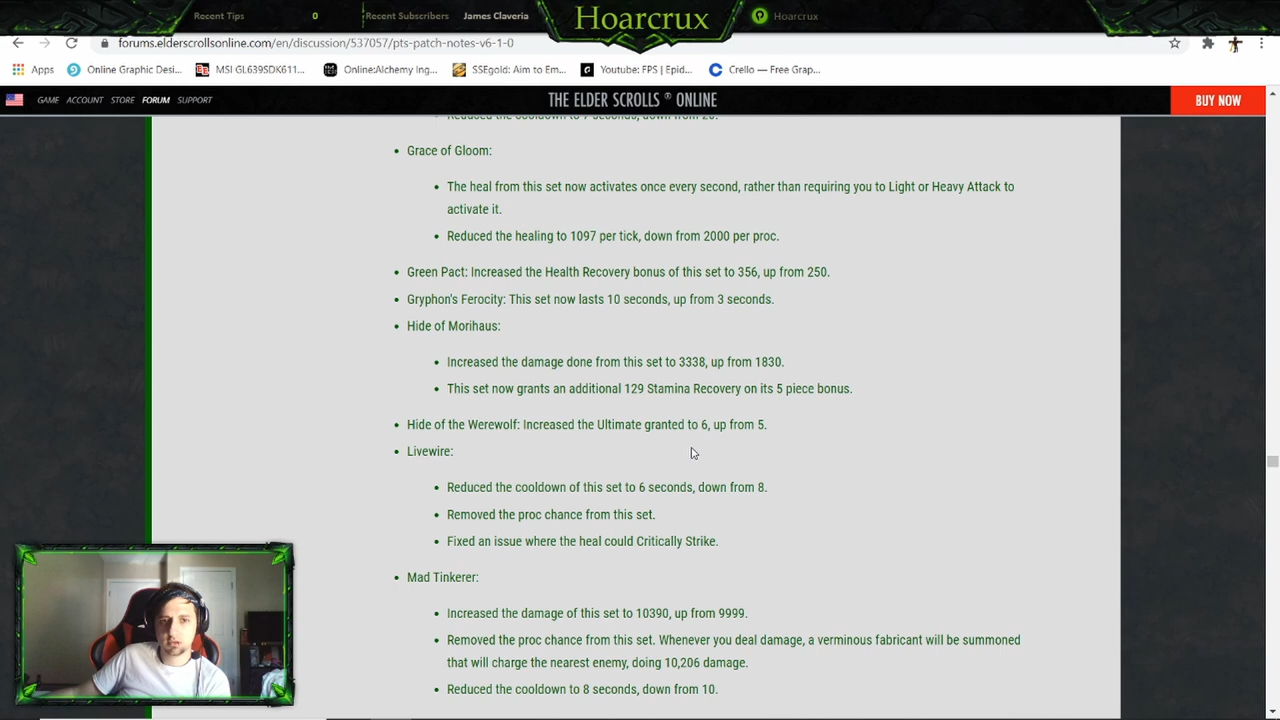 Recent Tips 0 Recent Subscribers James Claveria Hoarcrux Hoarcrux
forums.elderscrollsonline.com/en/discussion/537057/pts-patch-notes-v6-1-0
Apps Online Graphic Desi... MSI GL639SDK611... Online:Alchemy Ing... SSEgold: Aim to Em... Youtube: FPS | Epid... Crello — Free Grap...
GAME ACCOUNT STORE FORUM SUPPORT THE ELDER SCROLLS ® ONLINE BUY NOW
• Reduced the cooldown to 7 seconds, down from 20.
• Grace of Gloom:
• The heal from this set now activates once every second, rather than requiring you to Light or Heavy Attack to
activate it.
• Reduced the healing to 1097 per tick, down from 2000 per proc.
• Green Pact: Increased the Health Recovery bonus of this set to 356, up from 250.
• Gryphon's Ferocity: This set now lasts 10 seconds, up from 3 seconds.
• Hide of Morihaus:
• Increased the damage done from this set to 3338, up from 1830.
• This set now grants an additional 129 Stamina Recovery on its 5 piece bonus.
• Hide of the Werewolf: Increased the Ultimate granted to 6, up from 5.
• Livewire:
• Reduced the cooldown of this set to 6 seconds, down from 8.
• Removed the proc chance from this set.
• Fixed an issue where the heal could Critically Strike.
• Mad Tinkerer:
• Increased the damage of this set to 10390, up from 9999.
• Removed the proc chance from this set. Whenever you deal damage, a verminous fabricant will be summoned
that will charge the nearest enemy, doing 10,206 damage.
• Reduced the cooldown to 8 seconds, down from 10.